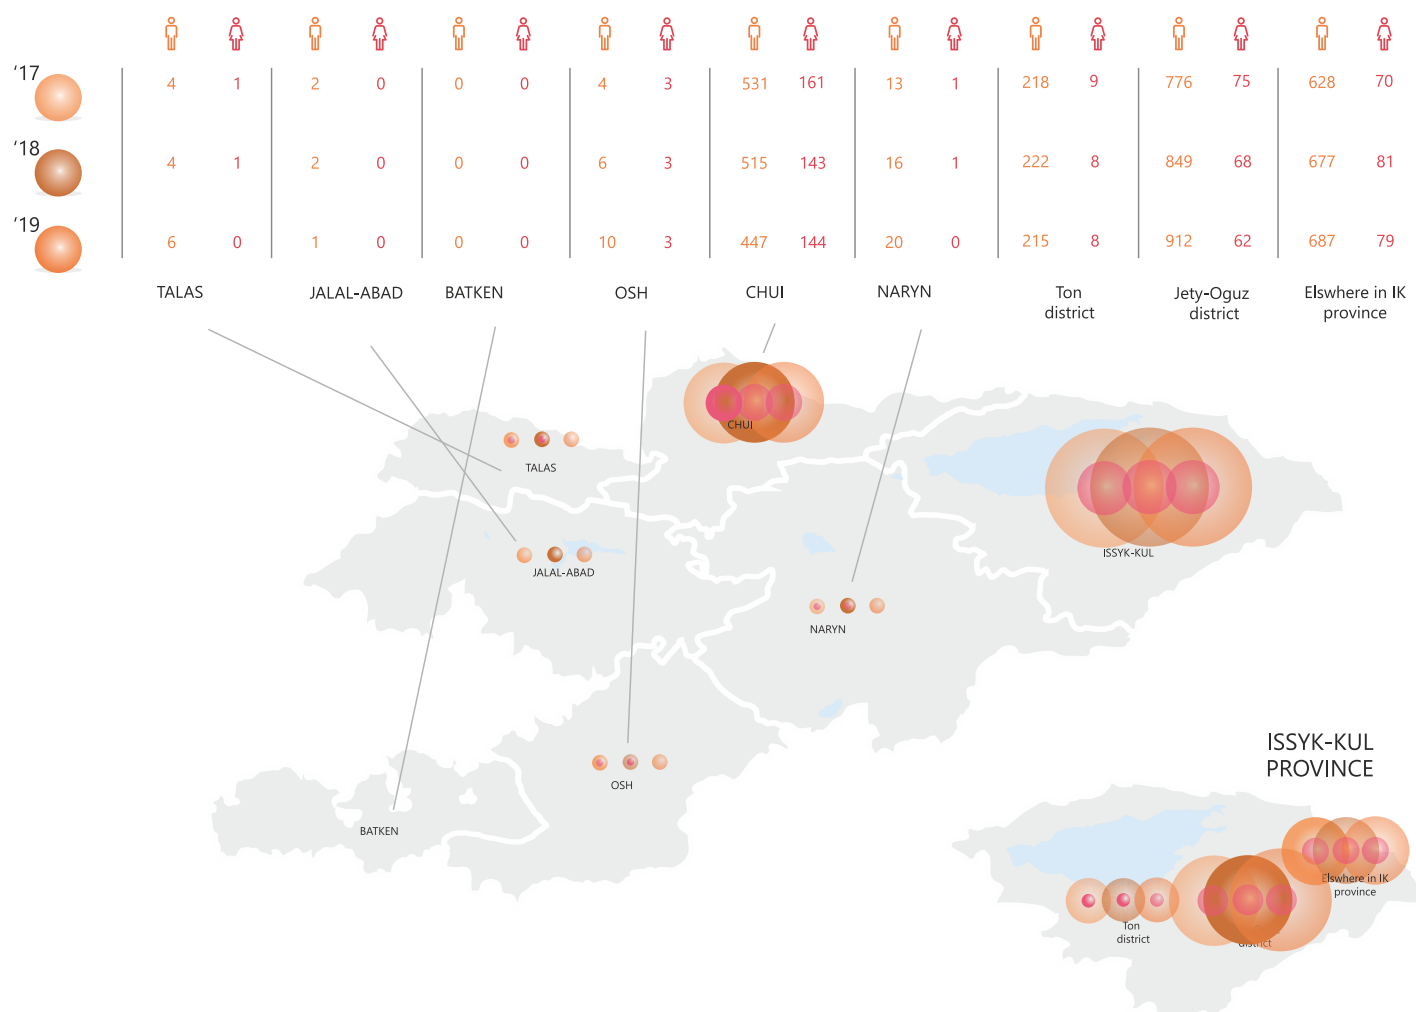 '17
4 1 2 0 0 0 4 3 531 161 13 1 218 9 776 75 628 70
'18
4 1 2 0 0 0 6 3 515 143 16 1 222 8 849 68 677 81
'19
6 0 1 0 0 0 10 3 447 144 20 0 215 8 912 62 687 79
TALAS JALAL-ABAD BATKEN OSH CHUI NARYN
Ton
district
Jety-Oguz
district
Elswhere in IK
province
CHUI
TALAS
ISSYK-KUL
JALAL-ABAD
NARYN
OSH
BATKEN
ISSYK-KUL
PROVINCE
Elswhere in IK
province
Ton
district
district